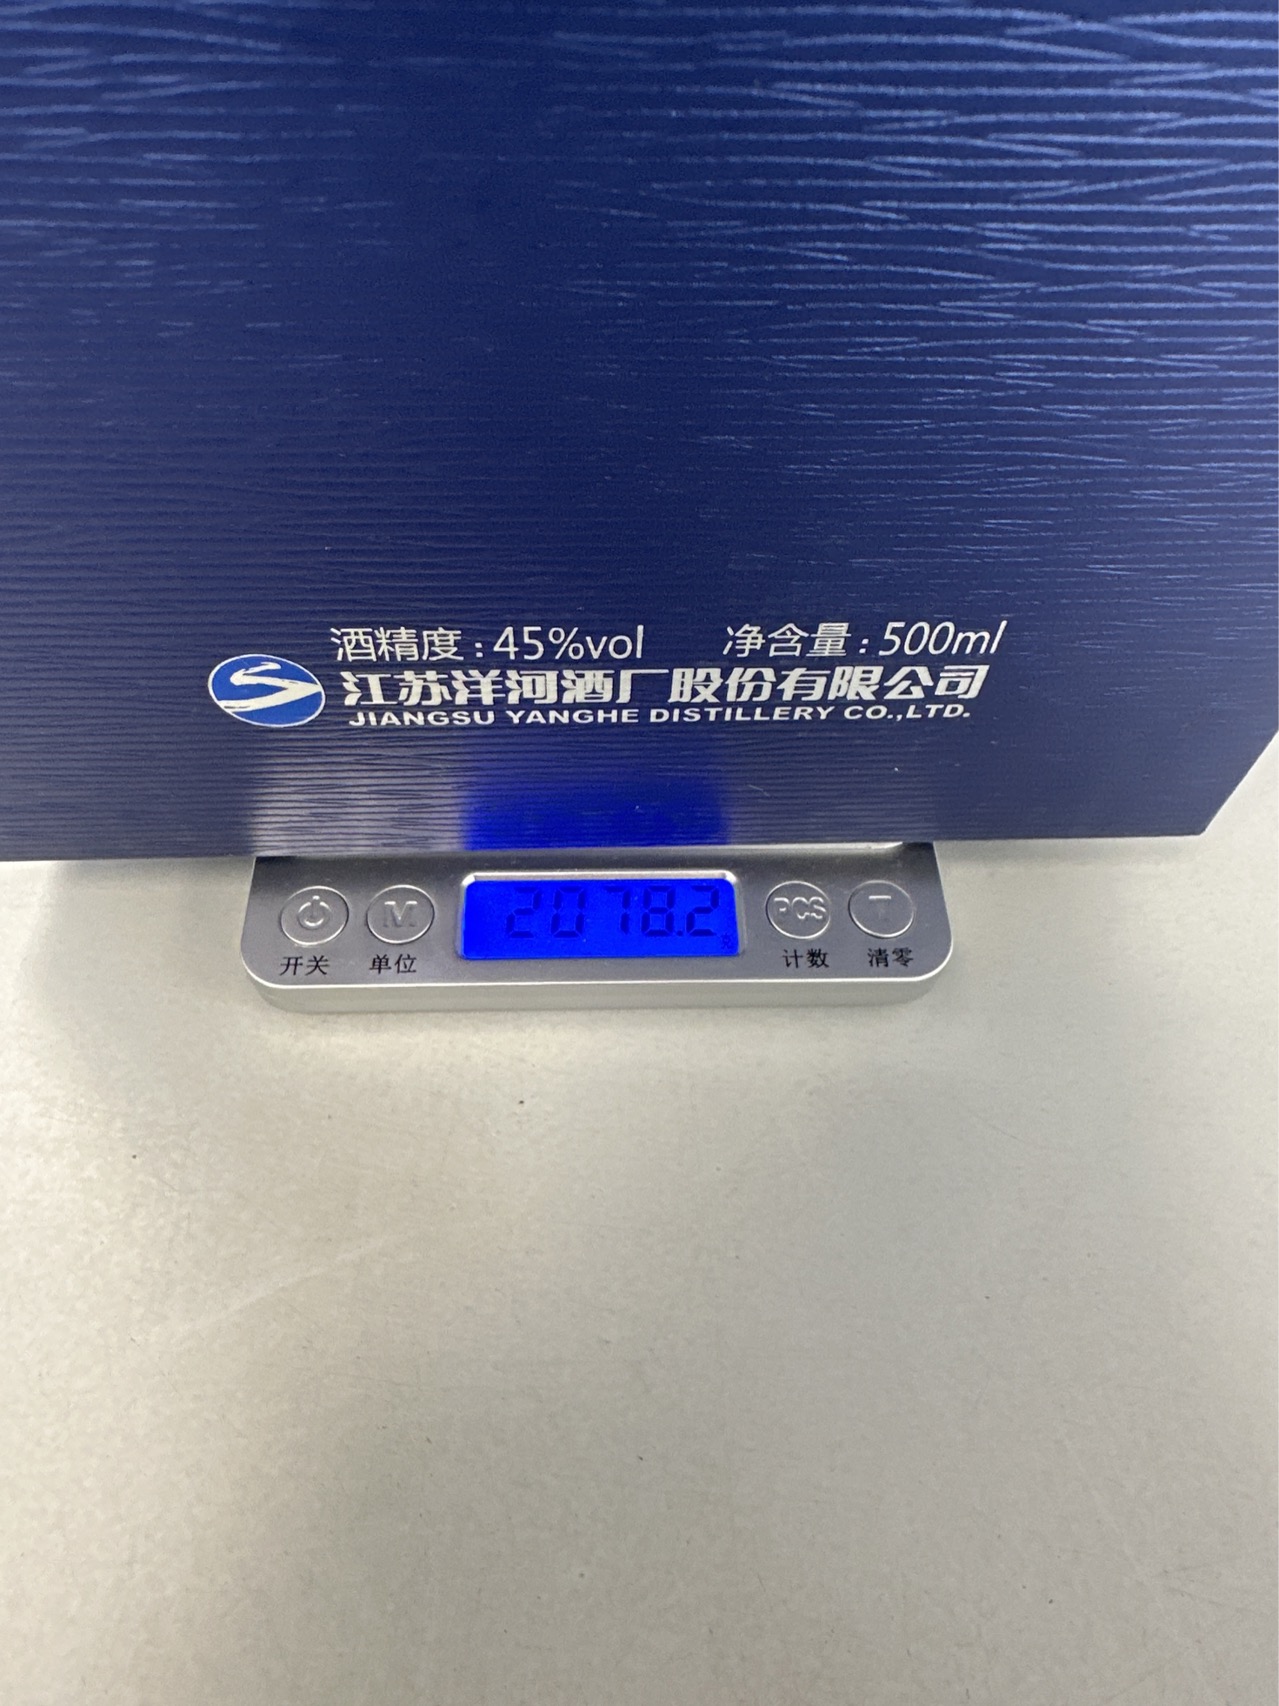 酒精度:45%vol 净含量:500ml
江苏洋河酒厂股份有限公司
JIANGSU YANGHE DISTILLERY CO.,LTD.
M 2078.2 PCS T
开关 单位 计数 清零